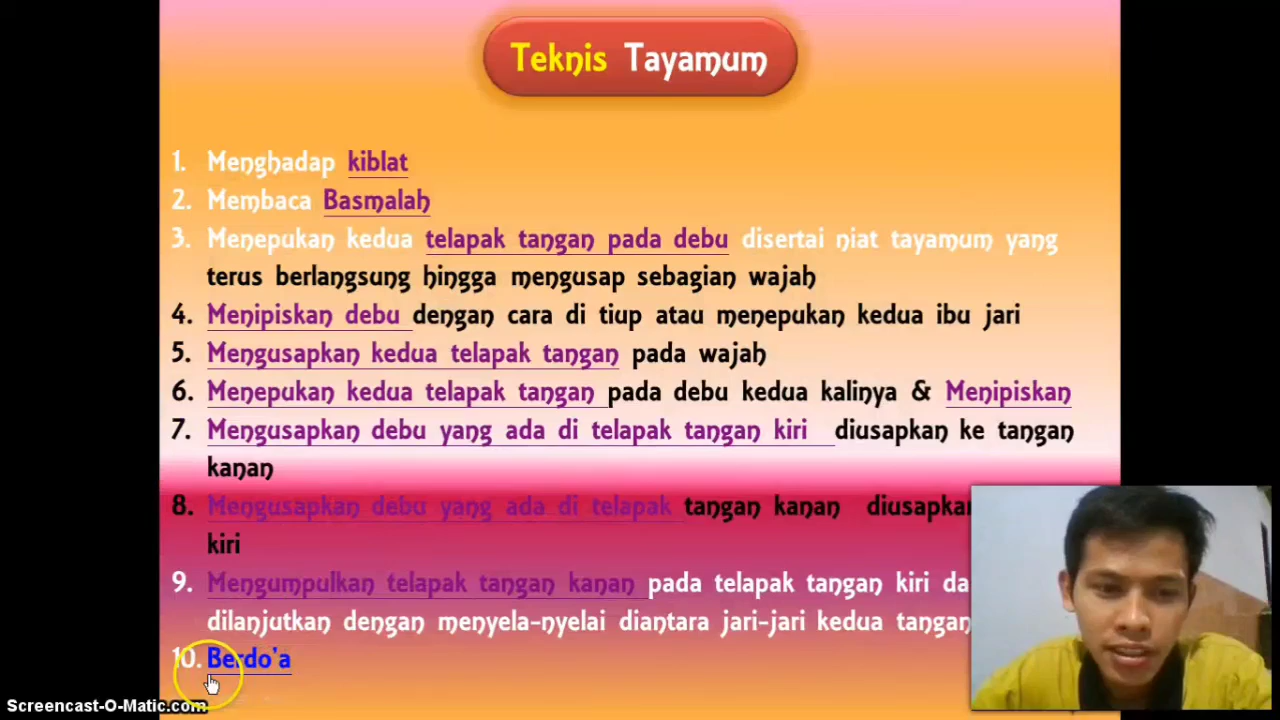 Teknis Tayamum
1. Menghadap kiblat
2. Membaca Basmalah
3. Menepukan kedua telapak tangan pada debu disertai niat tayamum yang
terus berlangsung hingga mengusap sebagian wajah
4. Menipiskan debu dengan cara di tiup atau menepukan kedua ibu jari
5. Mengusapkan kedua telapak tangan pada wajah
6. Menepukan kedua telapak tangan pada debu kedua kalinya & Menipiskan
7. Mengusapkan debu yang ada di telapak tangan kiri diusapkan ke tangan
kanan
8. Mengusapkan debu yang ada di telapak tangan kanan
kiri
9. Mengumpulkan telapak tangan kanan pada telapak tangan kiri
dilanjutkan dengan menyela-nyelai diantara jari-jari kedua tangan
10. Berdo'a
Screencast-O-Matic.com